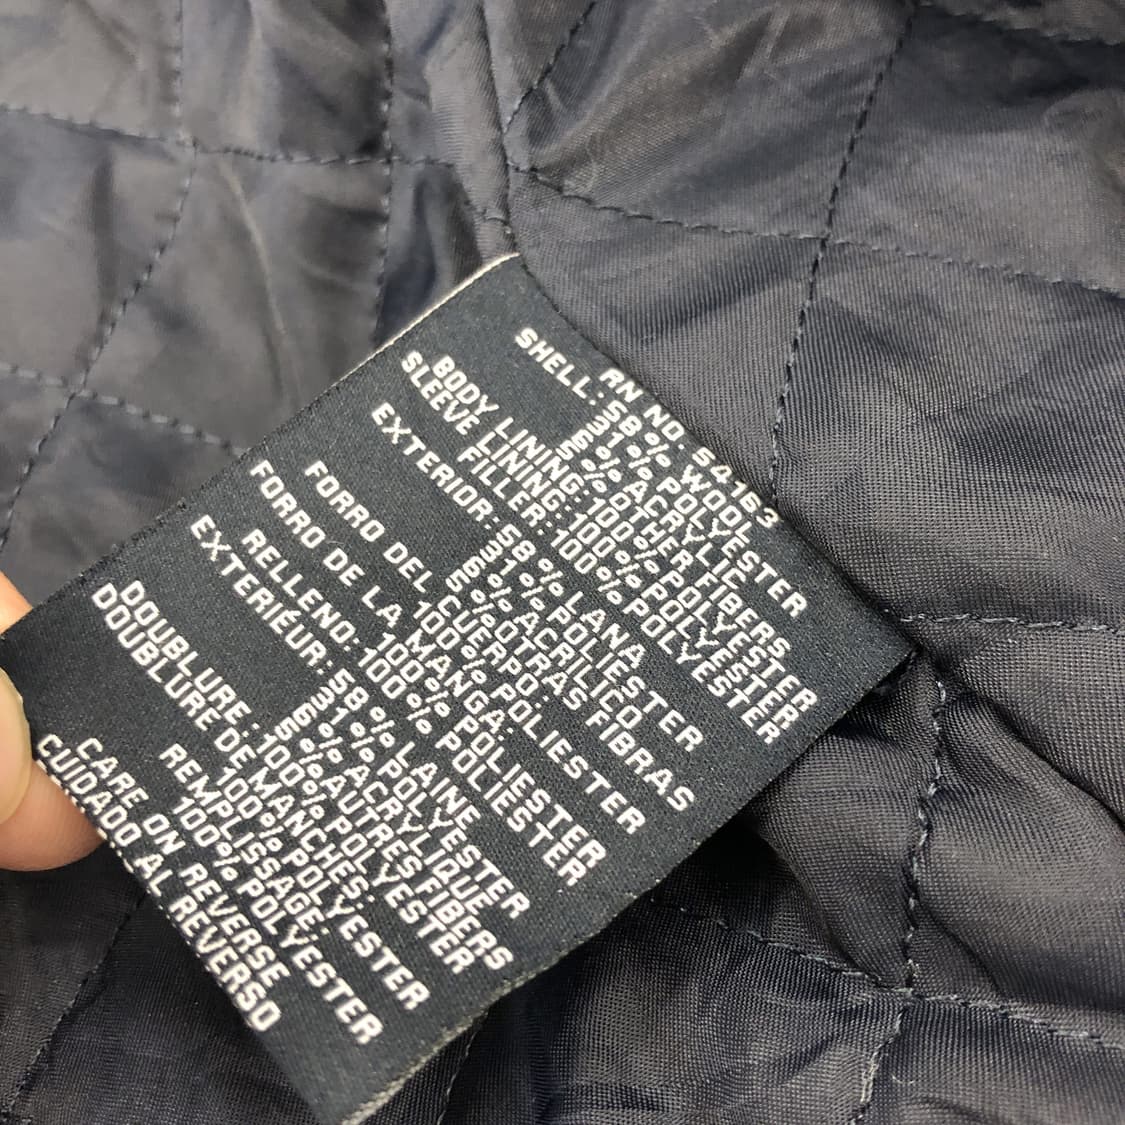 RN NO. 54163
SHELL: 58% WOOL
31% POLYESTER
6% ACRYLIC
5% OTHER FIBERS
BODY LINING: 100% POLYESTER
SLEEVE LINING: 100% POLYESTER
FILLER: 100% POLYESTER
EXTERIOR: 58% LANA
31% POLIESTER
6% ACRILICO
5% OTRAS FIBRAS
FORRO DEL CUERPO:
100% POLIESTER
FORRO DE LA MANGA:
100% POLIESTER
RELLENO: 100% POLIESTER
EXTERIEUR: 58% LAINE
31% POLYESTER
6% ACRYLIQUE
5% AUTRES FIBERS
DOUBLURE: 100% POLYESTER
DOUBLURE DE MANCHES:
100% POLYESTER
REMPLISSAGE:
100% POLYESTER
CARE ON REVERSE
CUIDADO AL REVERSO